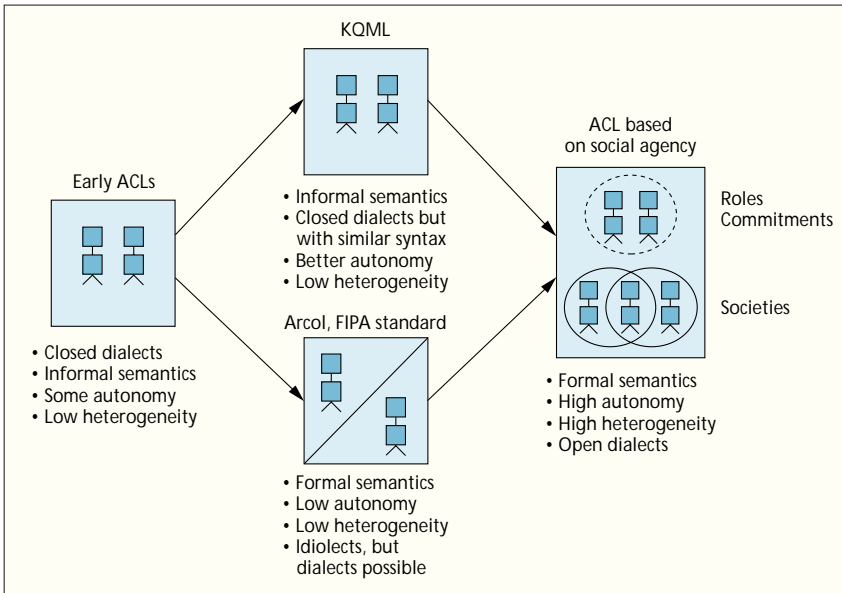 Early ACLs
• Closed dialects
• Informal semantics
• Some autonomy
• Low heterogeneity
KQML
• Informal semantics
• Closed dialects but
with similar syntax
• Better autonomy
• Low heterogeneity
Arcol, FIPA standard
• Formal semantics
• Low autonomy
• Low heterogeneity
• Idiolects, but
dialects possible
ACL based
on social agency
Roles
Commitments
Societies
• Formal semantics
• High autonomy
• High heterogeneity
• Open dialects